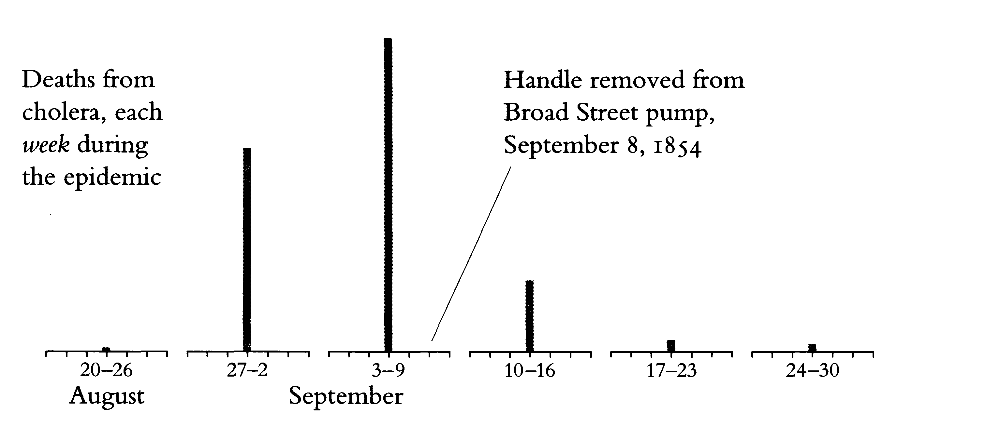 Deaths from
cholera, each
week during
the epidemic
Handle removed from
Broad Street pump,
September 8, 1854
20–26
27–2
3–9
10–16
17–23
24–30
August
September